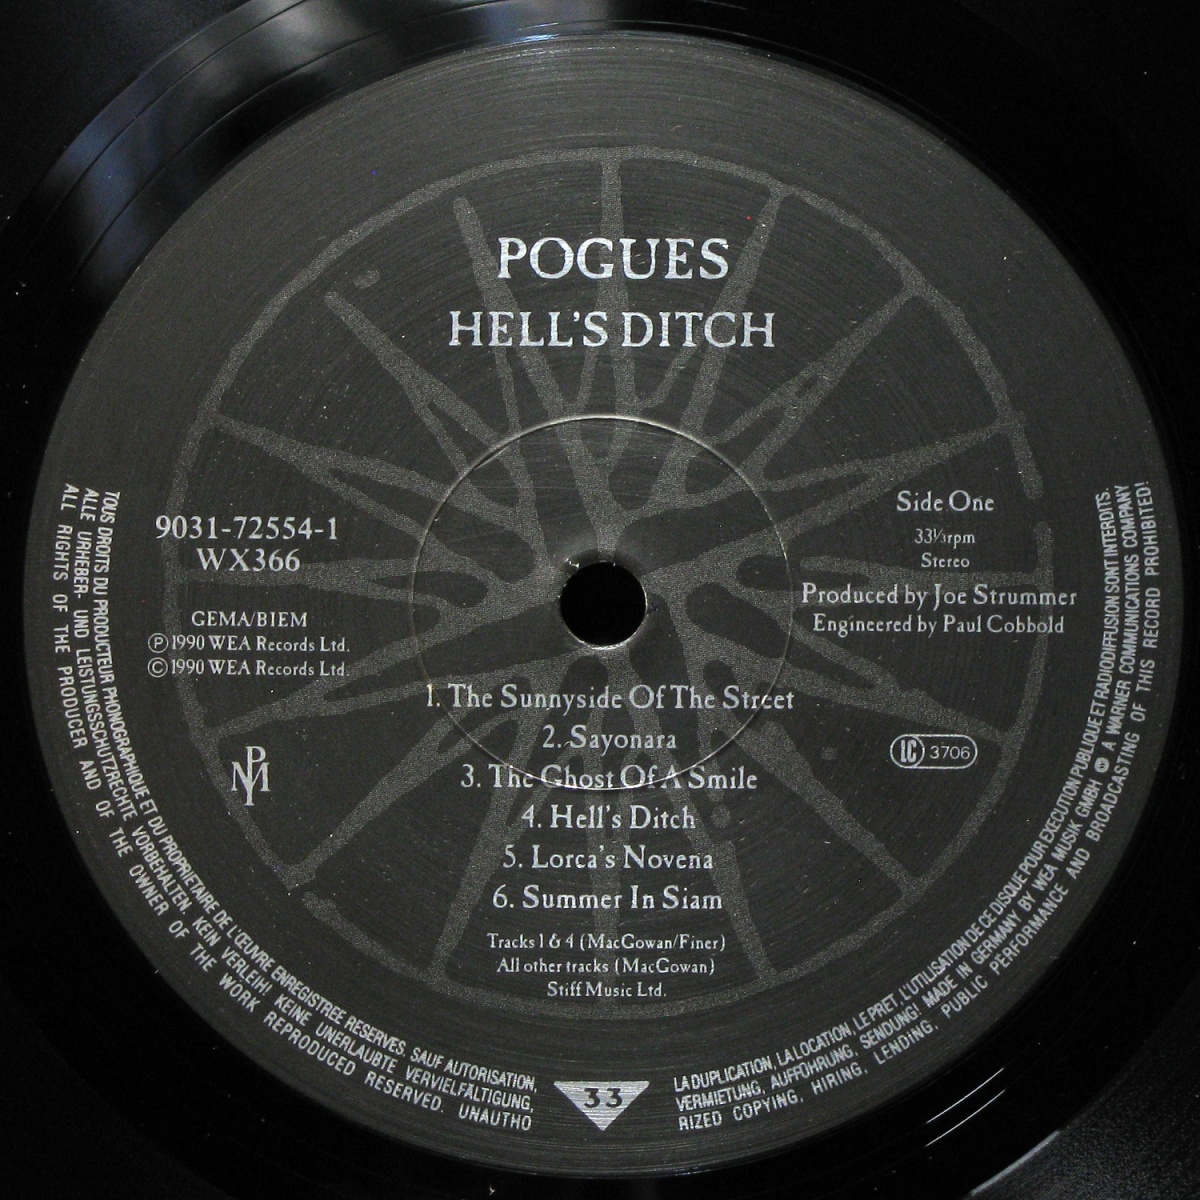 POGUES
HELL'S DITCH
9031-72554-1
WX366
GEMA/BIEM
Ⓟ 1990 WEA Records Ltd.
© 1990 WEA Records Ltd.
Side One
33⅓rpm
Stereo
Produced by Joe Strummer
Engineered by Paul Cobbold
1. The Sunnyside Of The Street
2. Sayonara
3. The Ghost Of A Smile
4. Hell's Ditch
5. Lorca's Novena
6. Summer In Siam
Tracks 1 & 4 (MacGowan/Finer)
All other tracks (MacGowan)
Stiff Music Ltd.
PM
LC 3706
33
TOUS DROITS DU PRODUCTEUR PHONOGRAPHIQUE ET DU PROPRIETAIRE DE L'ŒUVRE ENREGISTREE RESERVES. SAUF AUTORISATION, LA DUPLICATION, LA LOCATION, LE PRET, L'UTILISATION DE CE DISQUE POUR EXECUTION PUBLIQUE ET RADIODIFFUSION SONT INTERDITS.
ALLE URHEBER- UND LEISTUNGSSCHUTZRECHTE VORBEHALTEN. KEIN VERLEIH! KEINE UNERLAUBTE VERVIELFÄLTIGUNG, VERMIETUNG, AUFFÜHRUNG, SENDUNG! MADE IN GERMANY BY WEA MUSIK GMBH A WARNER COMMUNICATIONS COMPANY
ALL RIGHTS OF THE PRODUCER AND OF THE OWNER OF THE WORK REPRODUCED RESERVED. UNAUTHORIZED COPYING, HIRING, LENDING, PUBLIC PERFORMANCE AND BROADCASTING OF THIS RECORD PROHIBITED!